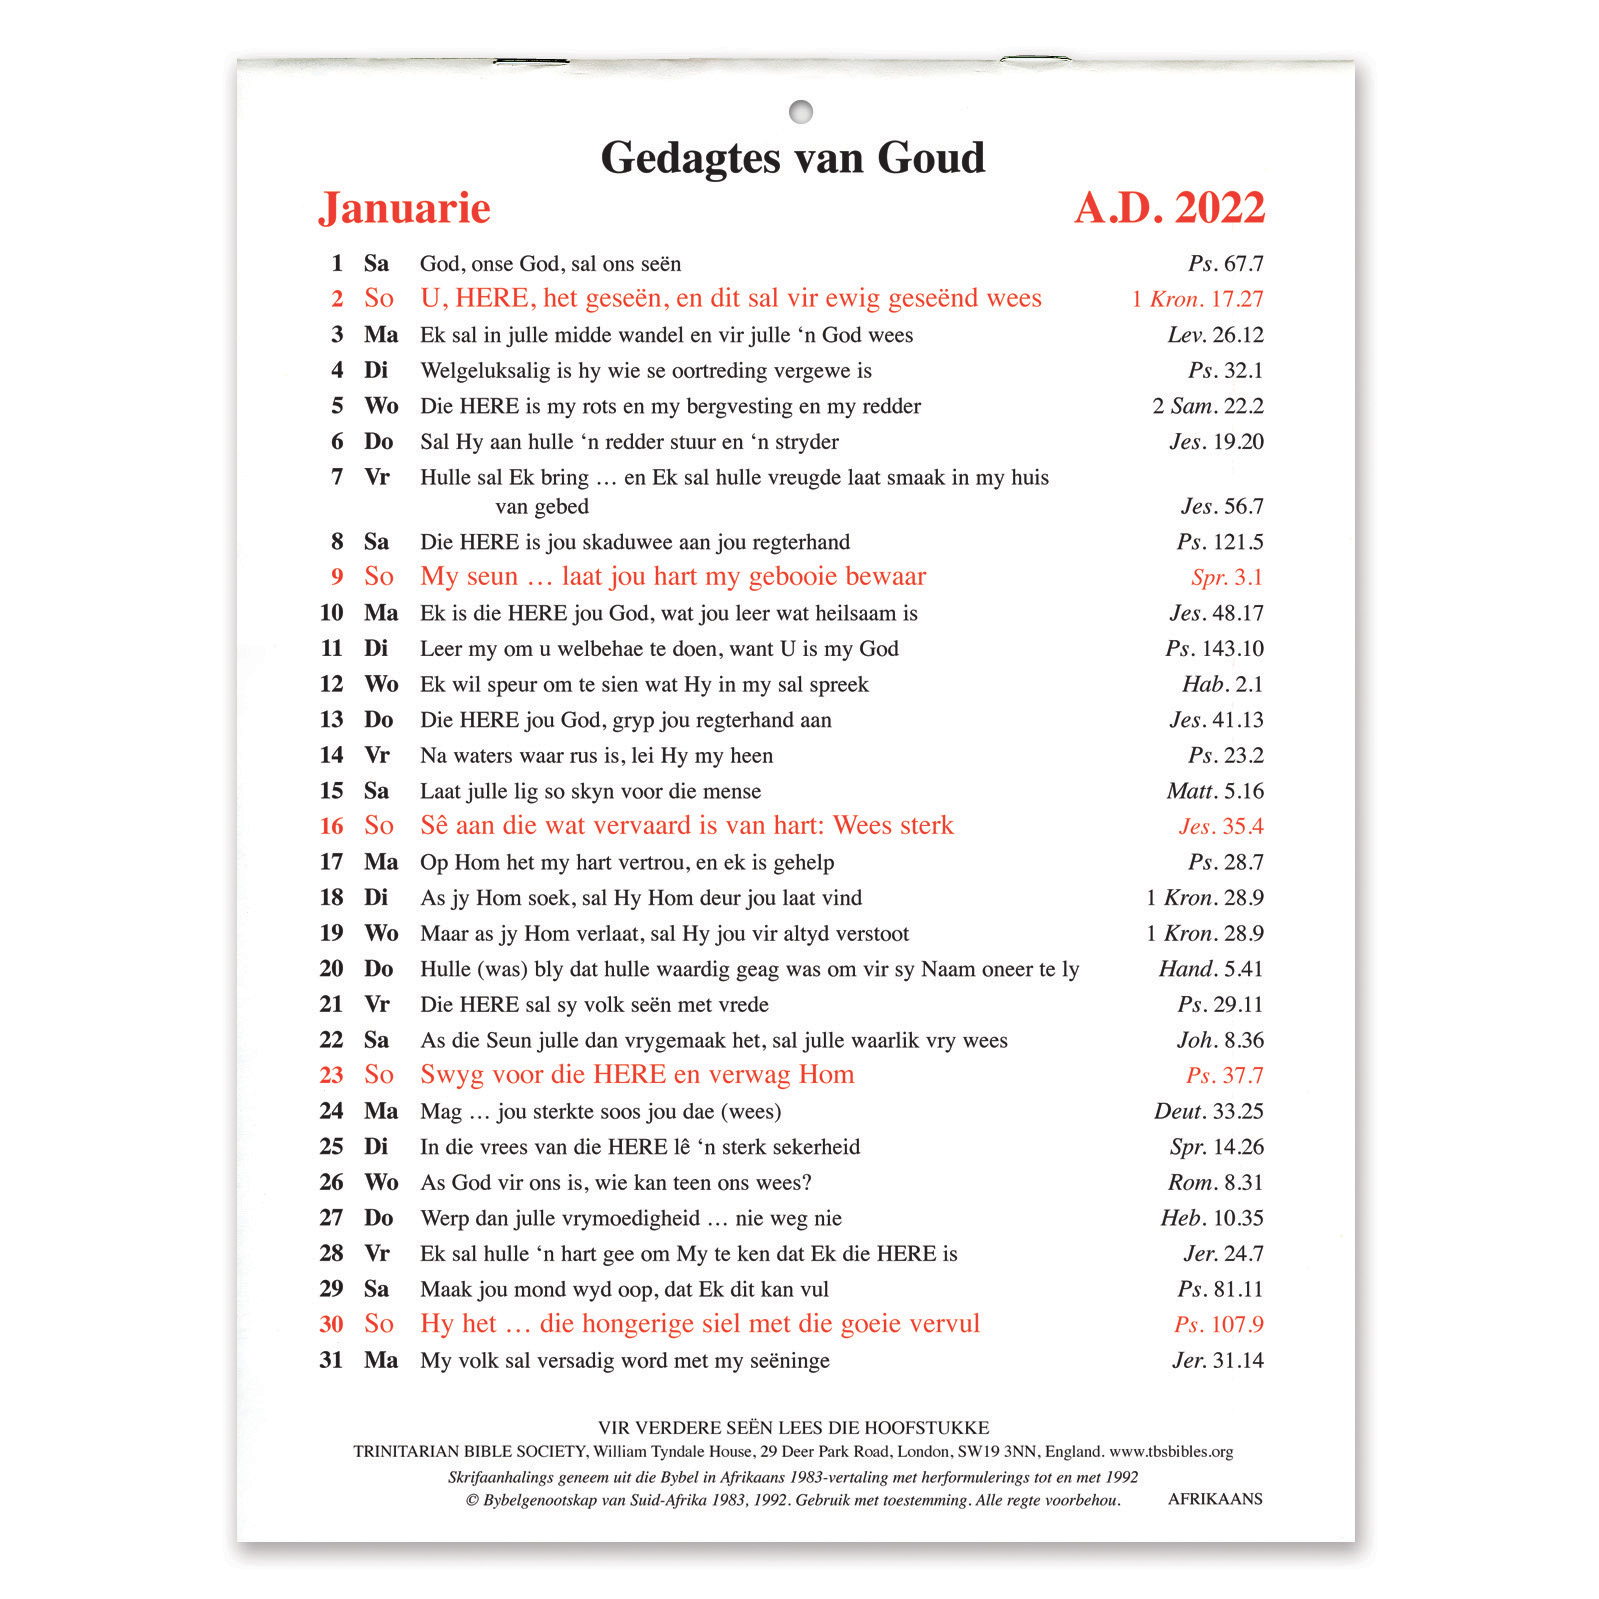 Gedagtes van Goud
Januarie A.D. 2022
1 Sa God, onse God, sal ons seën Ps. 67.7
2 So U, HERE, het geseën, en dit sal vir ewig geseënd wees 1 Kron. 17.27
3 Ma Ek sal in julle midde wandel en vir julle ‘n God wees Lev. 26.12
4 Di Welgeluksalig is hy wie se oortreding vergewe is Ps. 32.1
5 Wo Die HERE is my rots en my bergvesting en my redder 2 Sam. 22.2
6 Do Sal Hy aan hulle ‘n redder stuur en ‘n stryder Jes. 19.20
7 Vr Hulle sal Ek bring … en Ek sal hulle vreugde laat smaak in my huis
van gebed Jes. 56.7
8 Sa Die HERE is jou skaduwee aan jou regterhand Ps. 121.5
9 So My seun … laat jou hart my gebooie bewaar Spr. 3.1
10 Ma Ek is die HERE jou God, wat jou leer wat heilsaam is Jes. 48.17
11 Di Leer my om u welbehae te doen, want U is my God Ps. 143.10
12 Wo Ek wil speur om te sien wat Hy in my sal spreek Hab. 2.1
13 Do Die HERE jou God, gryp jou regterhand aan Jes. 41.13
14 Vr Na waters waar rus is, lei Hy my heen Ps. 23.2
15 Sa Laat julle lig so skyn voor die mense Matt. 5.16
16 So Sê aan die wat vervaard is van hart: Wees sterk Jes. 35.4
17 Ma Op Hom het my hart vertrou, en ek is gehelp Ps. 28.7
18 Di As jy Hom soek, sal Hy Hom deur jou laat vind 1 Kron. 28.9
19 Wo Maar as jy Hom verlaat, sal Hy jou vir altyd verstoot 1 Kron. 28.9
20 Do Hulle (was) bly dat hulle waardig geag was om vir sy Naam oneer te ly Hand. 5.41
21 Vr Die HERE sal sy volk seën met vrede Ps. 29.11
22 Sa As die Seun julle dan vrygemaak het, sal julle waarlik vry wees Joh. 8.36
23 So Swyg voor die HERE en verwag Hom Ps. 37.7
24 Ma Mag … jou sterkte soos jou dae (wees) Deut. 33.25
25 Di In die vrees van die HERE lê ‘n sterk sekerheid Spr. 14.26
26 Wo As God vir ons is, wie kan teen ons wees? Rom. 8.31
27 Do Werp dan julle vrymoedigheid … nie weg nie Heb. 10.35
28 Vr Ek sal hulle ‘n hart gee om My te ken dat Ek die HERE is Jer. 24.7
29 Sa Maak jou mond wyd oop, dat Ek dit kan vul Ps. 81.11
30 So Hy het … die hongerige siel met die goeie vervul Ps. 107.9
31 Ma My volk sal versadig word met my seëninge Jer. 31.14
VIR VERDERE SEËN LEES DIE HOOFSTUKKE
TRINITARIAN BIBLE SOCIETY, William Tyndale House, 29 Deer Park Road, London, SW19 3NN, England. www.tbsbibles.org
Skrifaanhalings geneem uit die Bybel in Afrikaans 1983-vertaling met herformulerings tot en met 1992
© Bybelgenootskap van Suid-Afrika 1983, 1992. Gebruik met toestemming. Alle regte voorbehou. AFRIKAANS